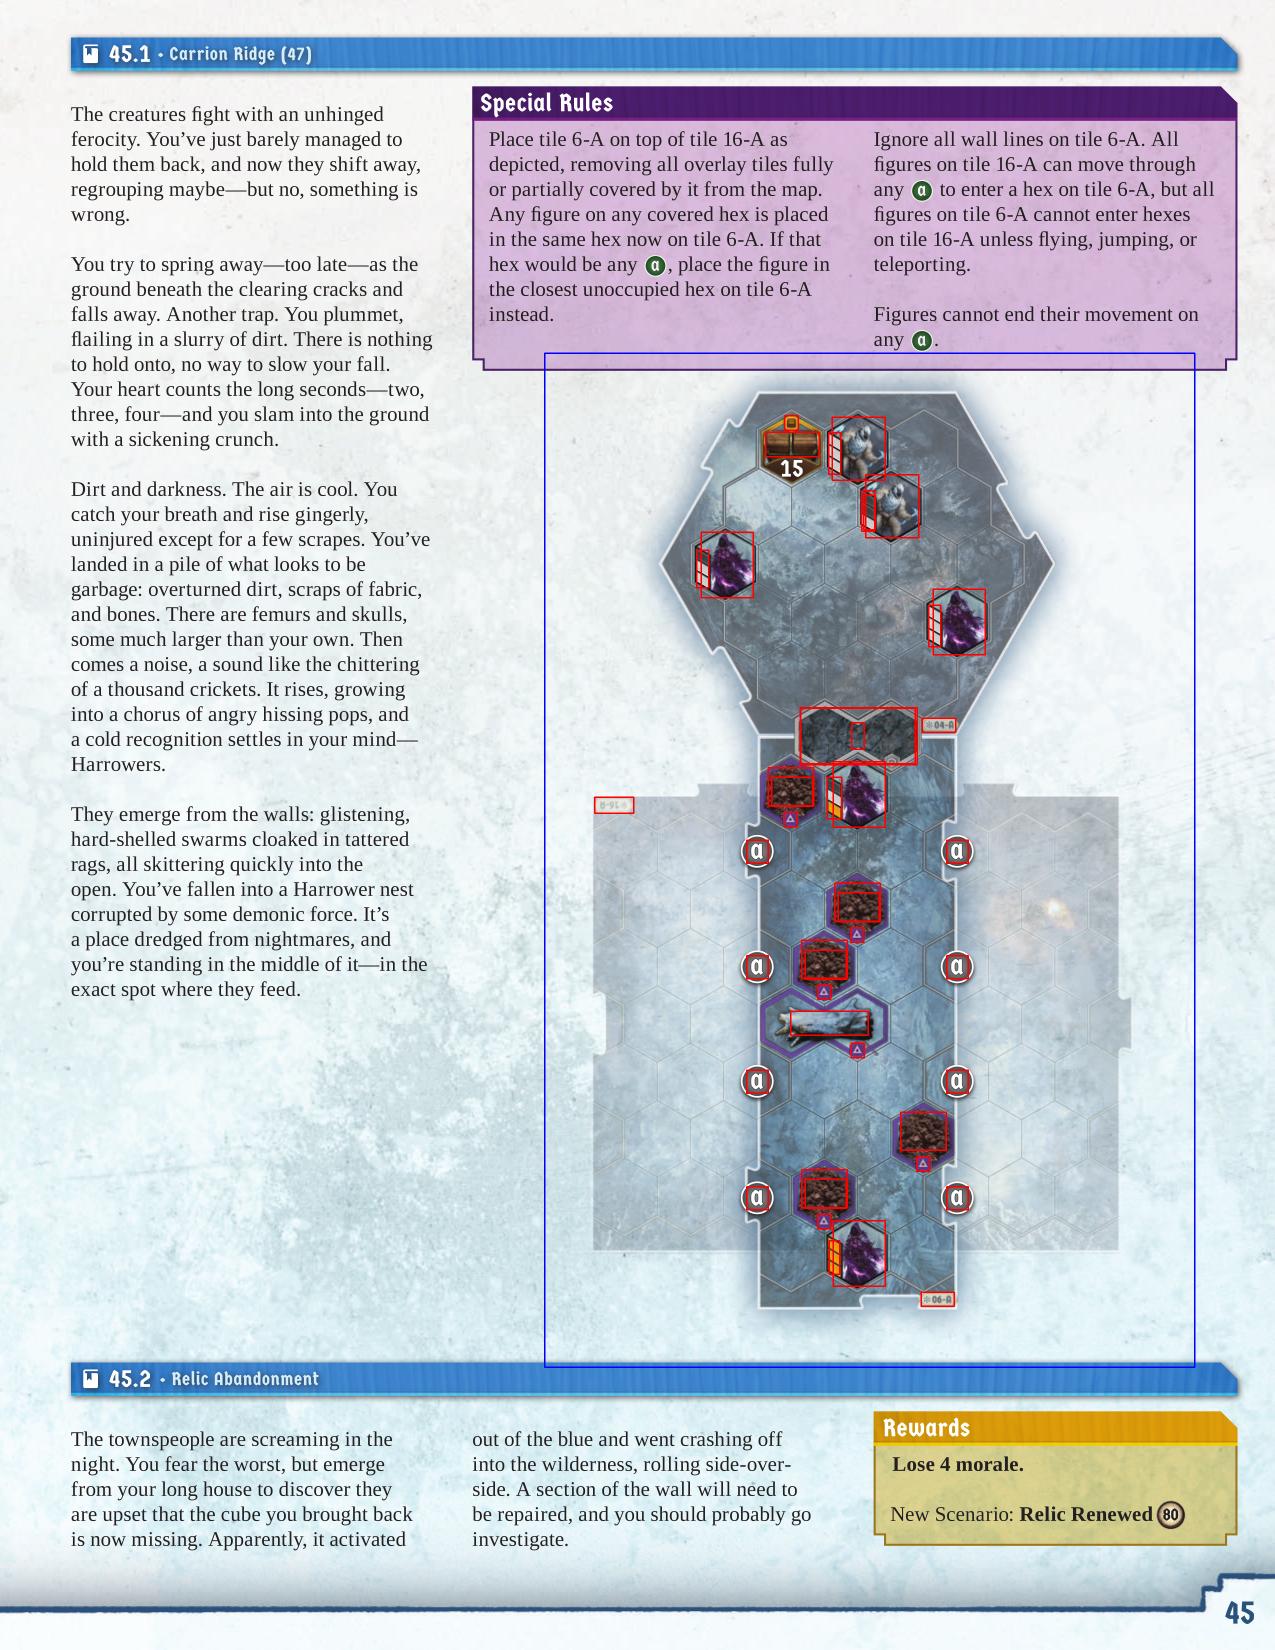 45.1 • Carrion Ridge (47)
The creatures fight with an unhinged
ferocity. You’ve just barely managed to
hold them back, and now they shift away,
regrouping maybe—but no, something is
wrong.
You try to spring away—too late—as the
ground beneath the clearing cracks and
falls away. Another trap. You plummet,
flailing in a slurry of dirt. There is nothing
to hold onto, no way to slow your fall.
Your heart counts the long seconds—two,
three, four—and you slam into the ground
with a sickening crunch.
Dirt and darkness. The air is cool. You
catch your breath and rise gingerly,
uninjured except for a few scrapes. You’ve
landed in a pile of what looks to be
garbage: overturned dirt, scraps of fabric,
and bones. There are femurs and skulls,
some much larger than your own. Then
comes a noise, a sound like the chittering
of a thousand crickets. It rises, growing
into a chorus of angry hissing pops, and
a cold recognition settles in your mind—
Harrowers.
They emerge from the walls: glistening,
hard-shelled swarms cloaked in tattered
rags, all skittering quickly into the
open. You’ve fallen into a Harrower nest
corrupted by some demonic force. It’s
a place dredged from nightmares, and
you’re standing in the middle of it—in the
exact spot where they feed.
Special Rules
Place tile 6-A on top of tile 16-A as
depicted, removing all overlay tiles fully
or partially covered by it from the map.
Any figure on any covered hex is placed
in the same hex now on tile 6-A. If that
hex would be any a, place the figure in
the closest unoccupied hex on tile 6-A
instead.
Ignore all wall lines on tile 6-A. All
figures on tile 16-A can move through
any a to enter a hex on tile 6-A, but all
figures on tile 6-A cannot enter hexes
on tile 16-A unless flying, jumping, or
teleporting.
Figures cannot end their movement on
any a.
15
04-A
16-A
a a
a a
a a
a a
06-A
45.2 • Relic Abandonment
The townspeople are screaming in the
night. You fear the worst, but emerge
from your long house to discover they
are upset that the cube you brought back
is now missing. Apparently, it activated
out of the blue and went crashing off
into the wilderness, rolling side-over-
side. A section of the wall will need to
be repaired, and you should probably go
investigate.
Rewards
Lose 4 morale.
New Scenario: Relic Renewed 80
45